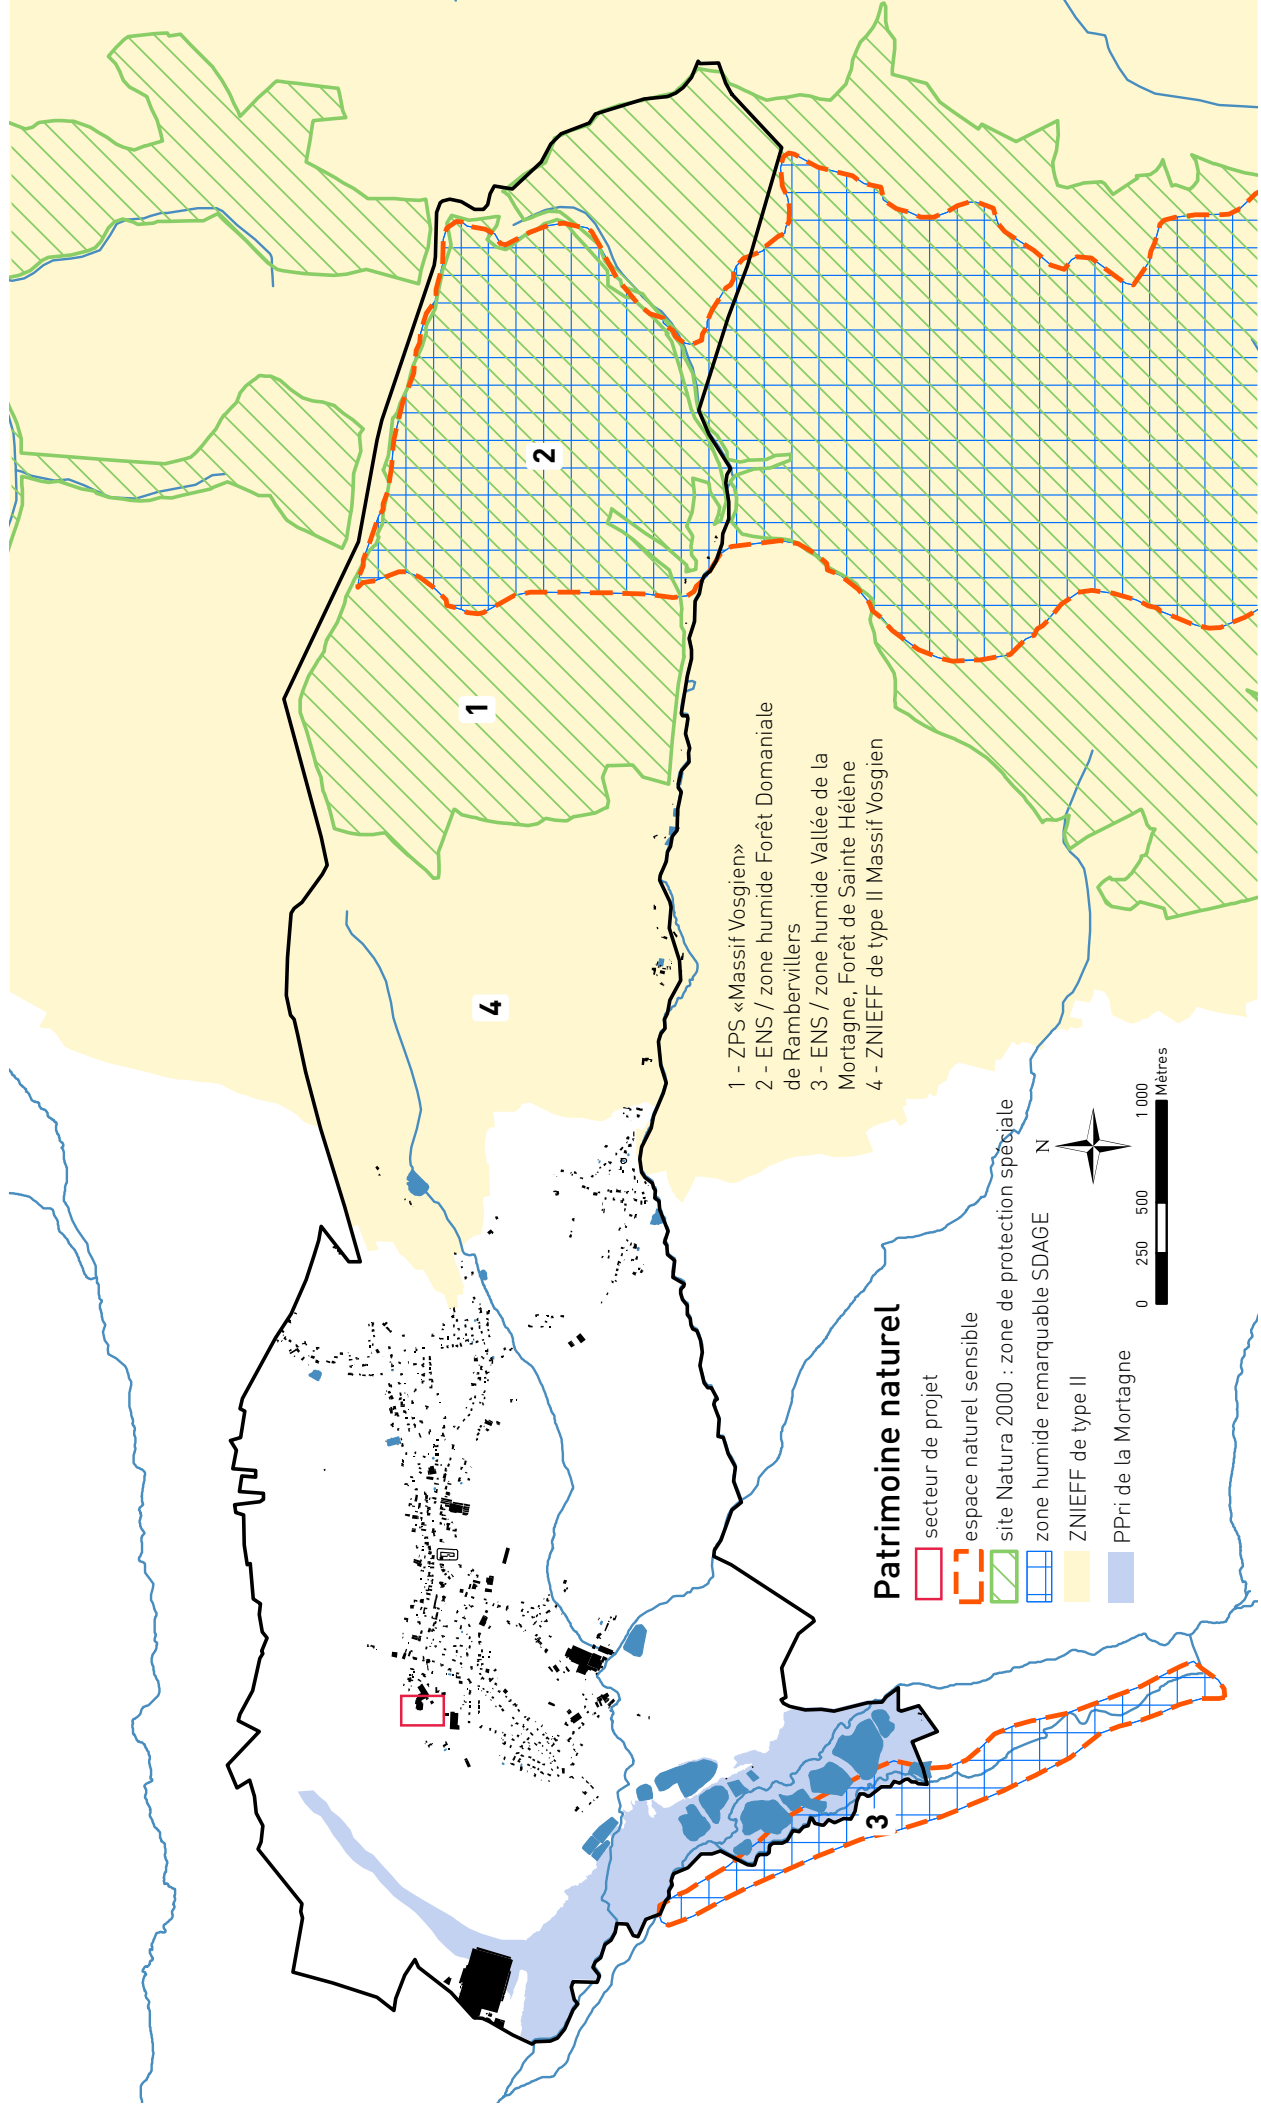 1
2
4
3
1 - ZPS «Massif Vosgien»
2 - ENS / zone humide Forêt Domaniale
de Rambervillers
3 - ENS / zone humide Vallée de la
Mortagne, Forêt de Sainte Hélène
4 - ZNIEFF de type II Massif Vosgien
Patrimoine naturel
secteur de projet
espace naturel sensible
site Natura 2000 : zone de protection spéciale
zone humide remarquable SDAGE
ZNIEFF de type II
PPri de la Mortagne
N
0 250 500 1 000
Mètres